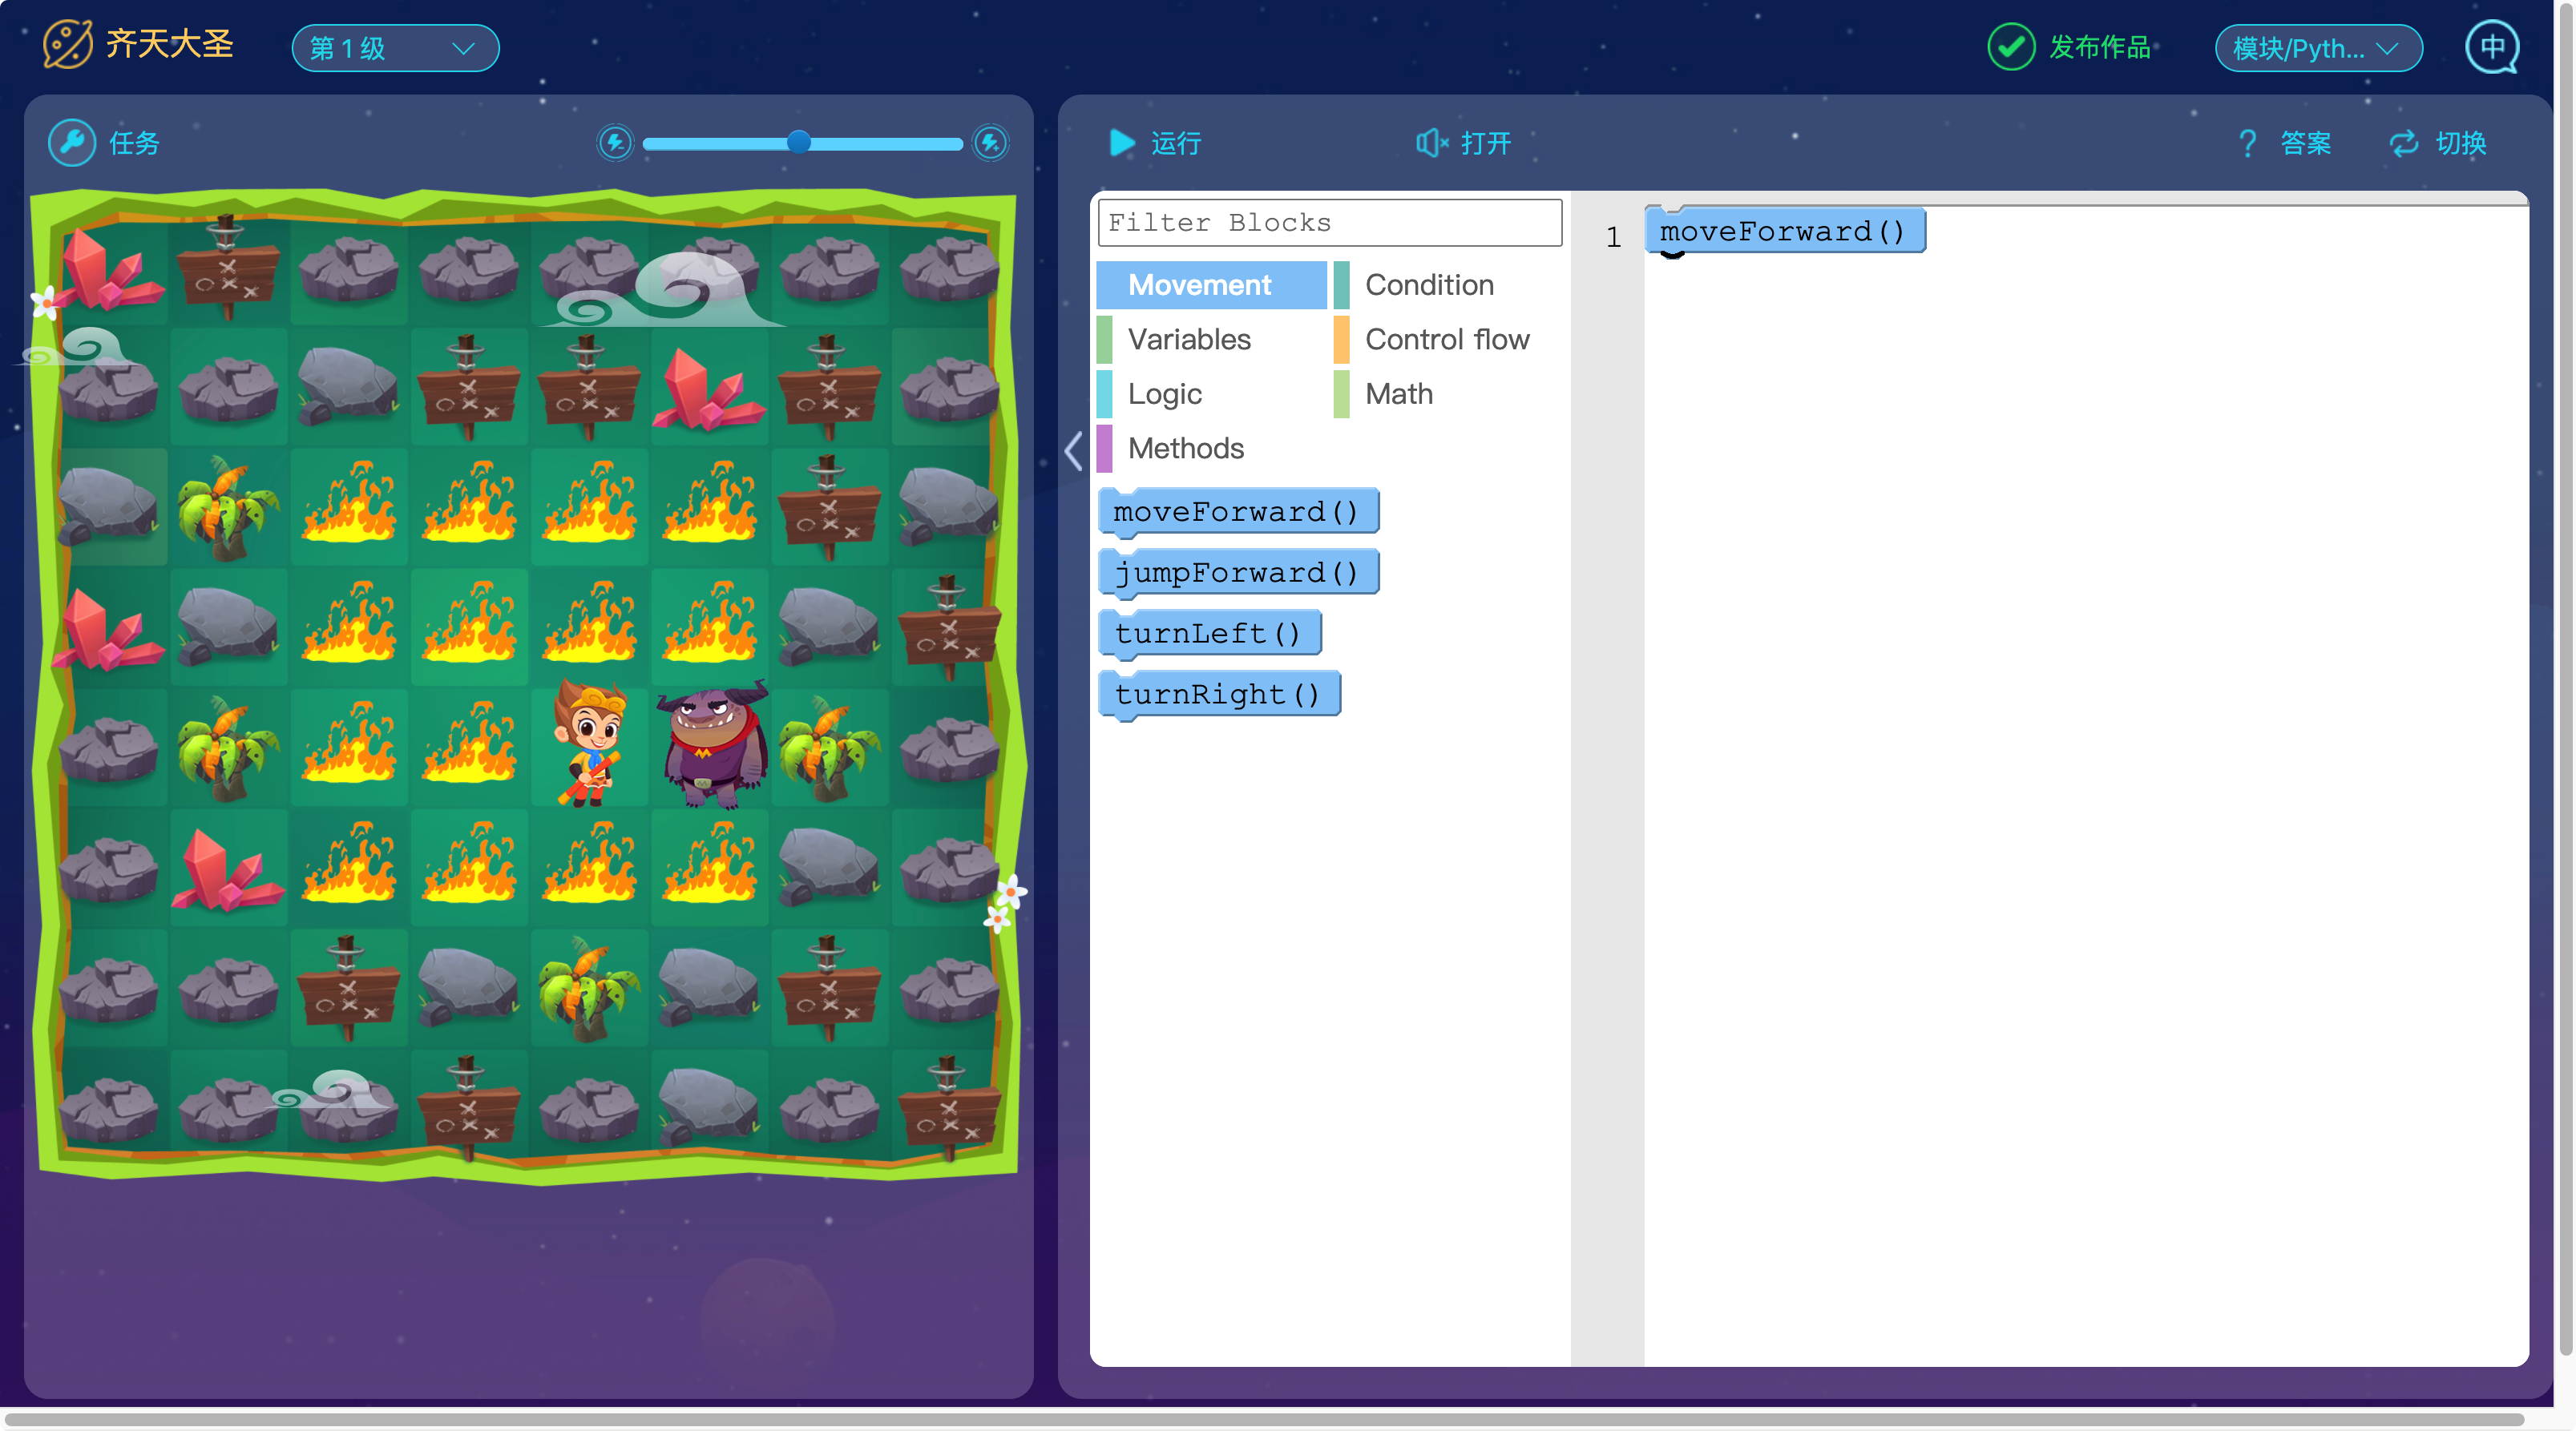 齐天大圣
第 1 级
发布作品
模块/Pyth...
中
任务
运行
打开
? 答案
切换
Filter Blocks
Movement
Condition
Variables
Control flow
Logic
Math
Methods
moveForward()
jumpForward()
turnLeft()
turnRight()
1
moveForward()